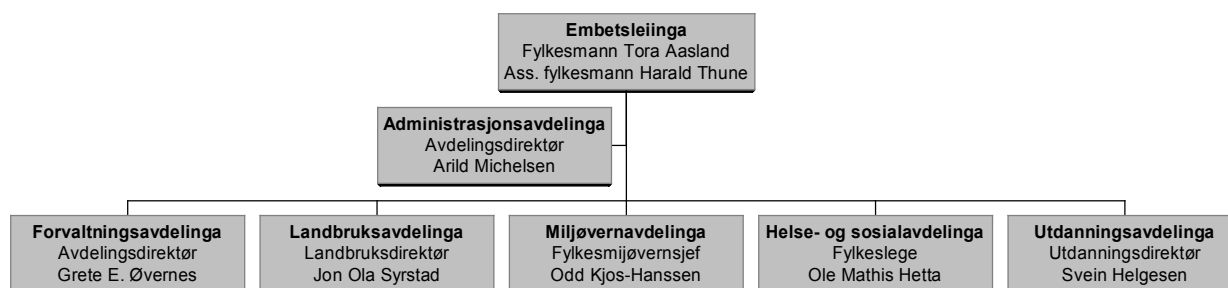 Embetsleiinga
Fylkesmann Tora Aasland
Ass. fylkesmann Harald Thune
Administrasjonsavdelinga
Avdelingsdirektør
Arild Michelsen
Forvaltningsavdelinga
Avdelingsdirektør
Grete E. Øvernes
Landbruksavdelinga
Landbruksdirektør
Jon Ola Syrstad
Miljøvernavdelinga
Fylkesmijøvernsjef
Odd Kjos-Hanssen
Helse- og sosialavdelinga
Fylkeslege
Ole Mathis Hetta
Utdanningsavdelinga
Utdanningsdirektør
Svein Helgesen